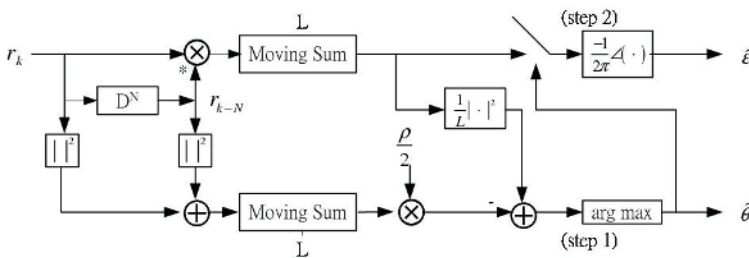 L
(step 2)
r_k
*
Moving Sum
-1/2π ∠(·)
ε̂
D^N
r_{k-N}
1/L |·|²
| |²
| |²
ρ/2
Moving Sum
-
arg max
θ̂
L
(step 1)